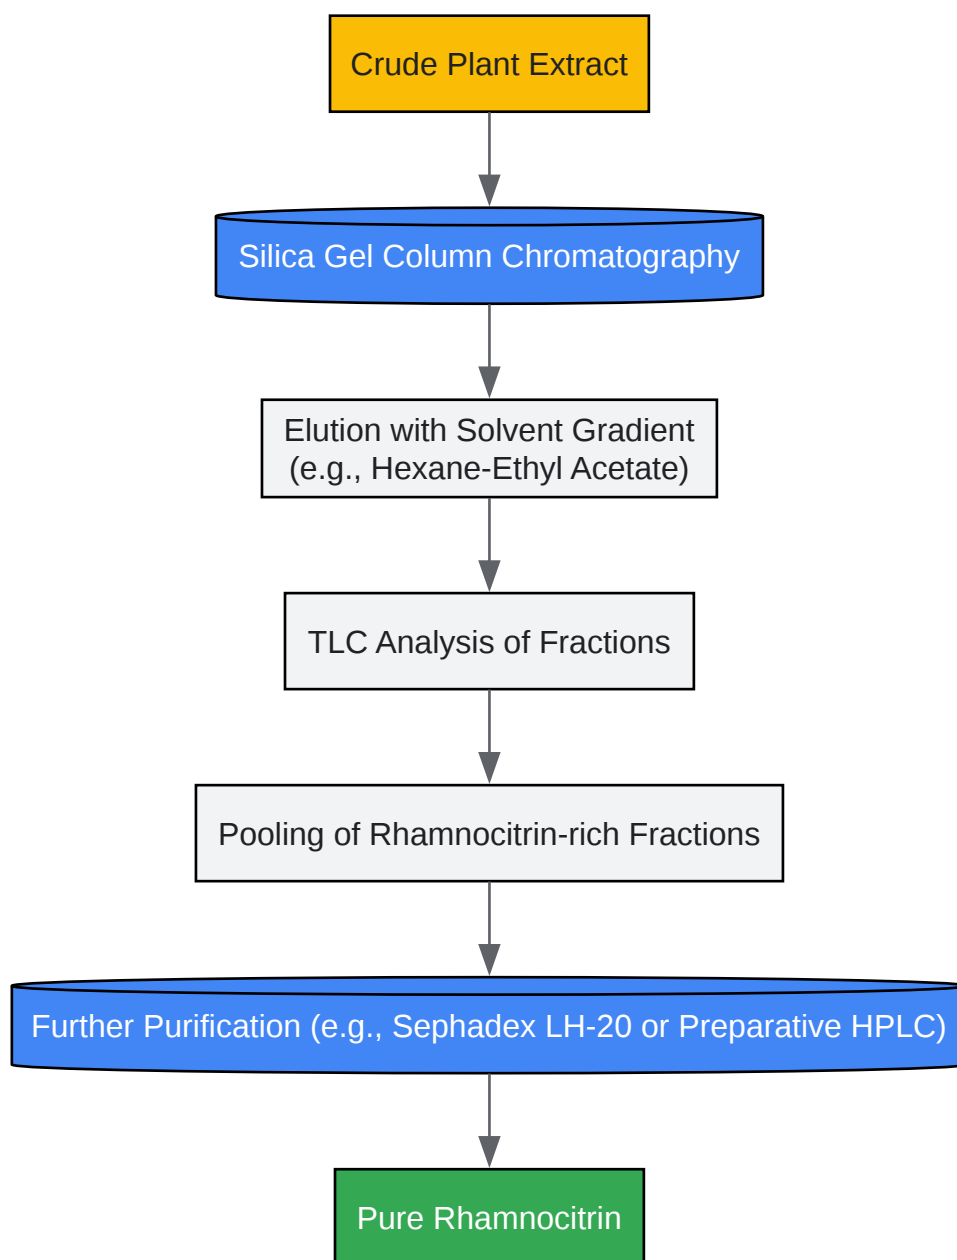 Crude Plant Extract
Silica Gel Column Chromatography
Elution with Solvent Gradient
(e.g., Hexane-Ethyl Acetate)
TLC Analysis of Fractions
Pooling of Rhamnocitrin-rich Fractions
Further Purification (e.g., Sephadex LH-20 or Preparative HPLC)
Pure Rhamnocitrin